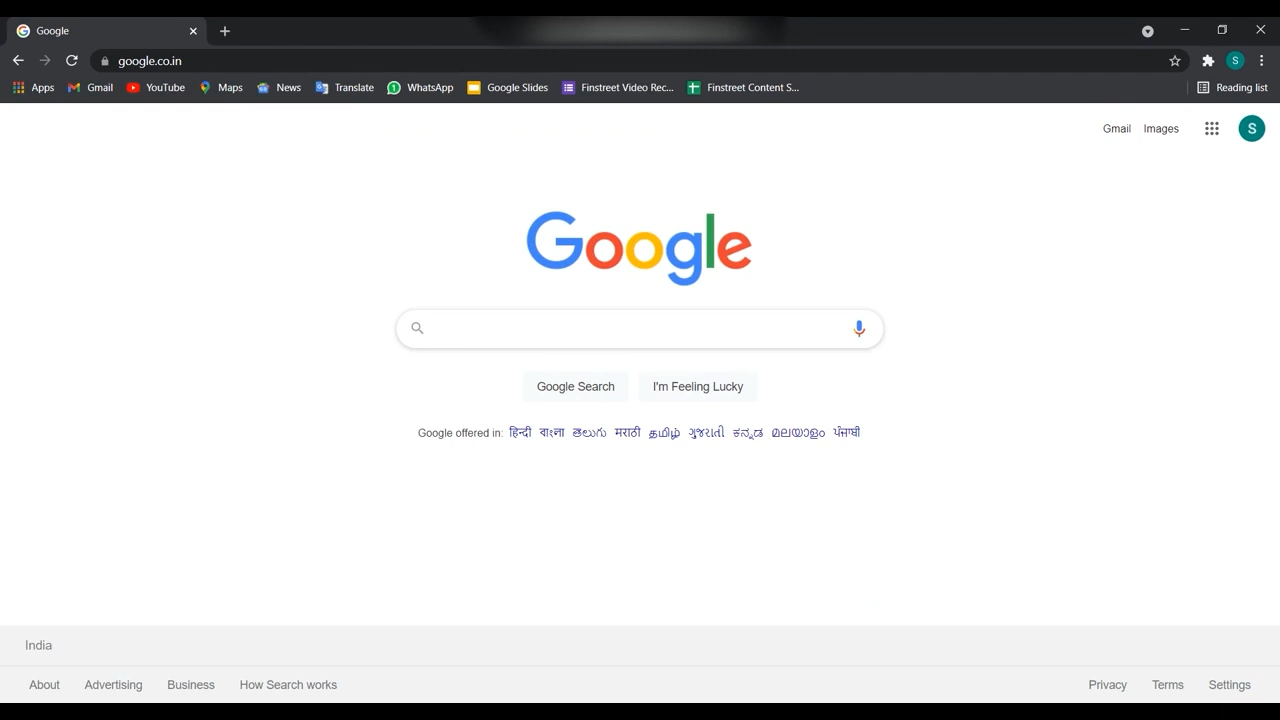 Google
google.co.in
S
Apps Gmail YouTube Maps News Translate WhatsApp Google Slides Finstreet Video Rec... Finstreet Content S... Reading list
Gmail Images S
Google
Google Search I'm Feeling Lucky
Google offered in: हिन्दी বাংলা తెలుగు मराठी தமிழ் ગુજરાતી ಕನ್ನಡ മലയാളം ਪੰਜਾਬੀ
India
About Advertising Business How Search works Privacy Terms Settings